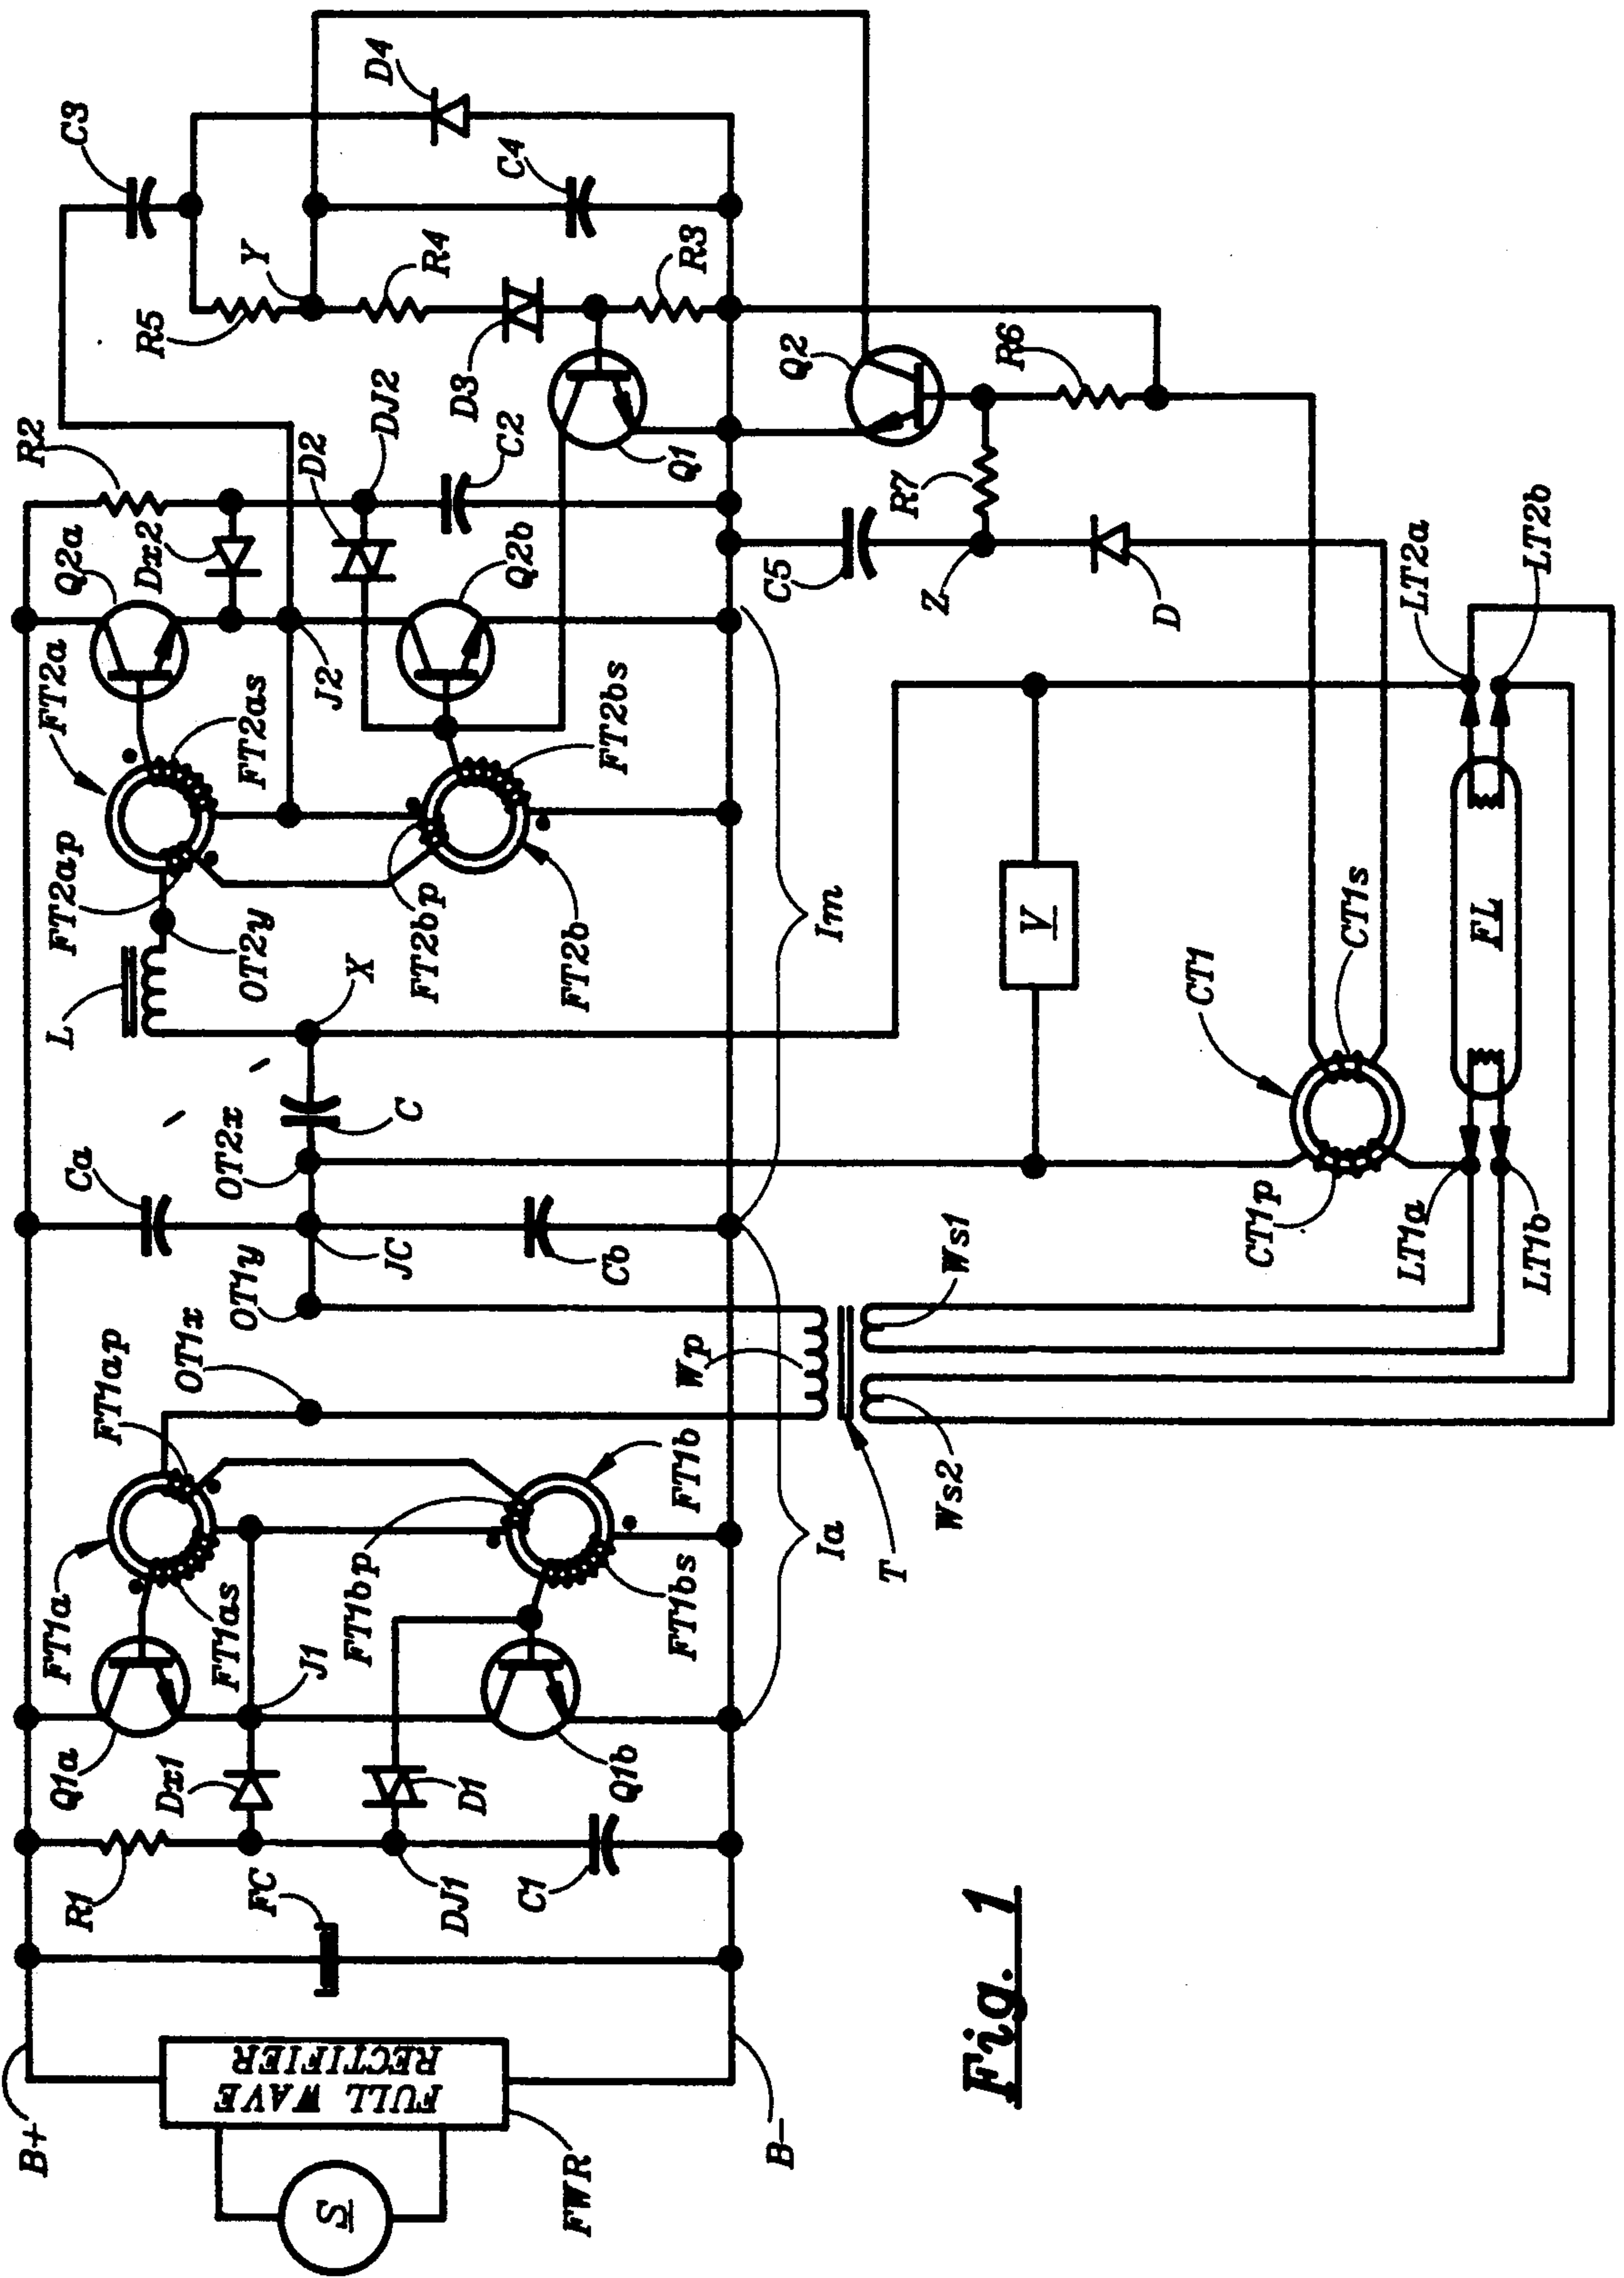 S
FWR
FULL WAVE
RECTIFIER
B+
B-
FC
R1
DJ1
C1
Dx1
D1
Q1a
Q1b
J1
FT1a
FT1as
FT1ap
FT1bp
FT1bs
FT1b
OT1x
OT1y
Ia
T
Wp
Ws1
Ws2
Ca
JC
Cb
OT2x
C
X
L
OT2y
FT2ap
FT2a
FT2as
FT2bp
FT2b
FT2bs
Im
J2
Q2a
Q2b
Dx2
D2
DJ2
R2
C2
Q1
D3
R5
Y
R4
R3
C3
C4
D4
Q2
R6
R7
C5
Z
D
V
CT1
CT1p
CT1s
FL
LT1a
LT1b
LT2a
LT2b
Fig. 1